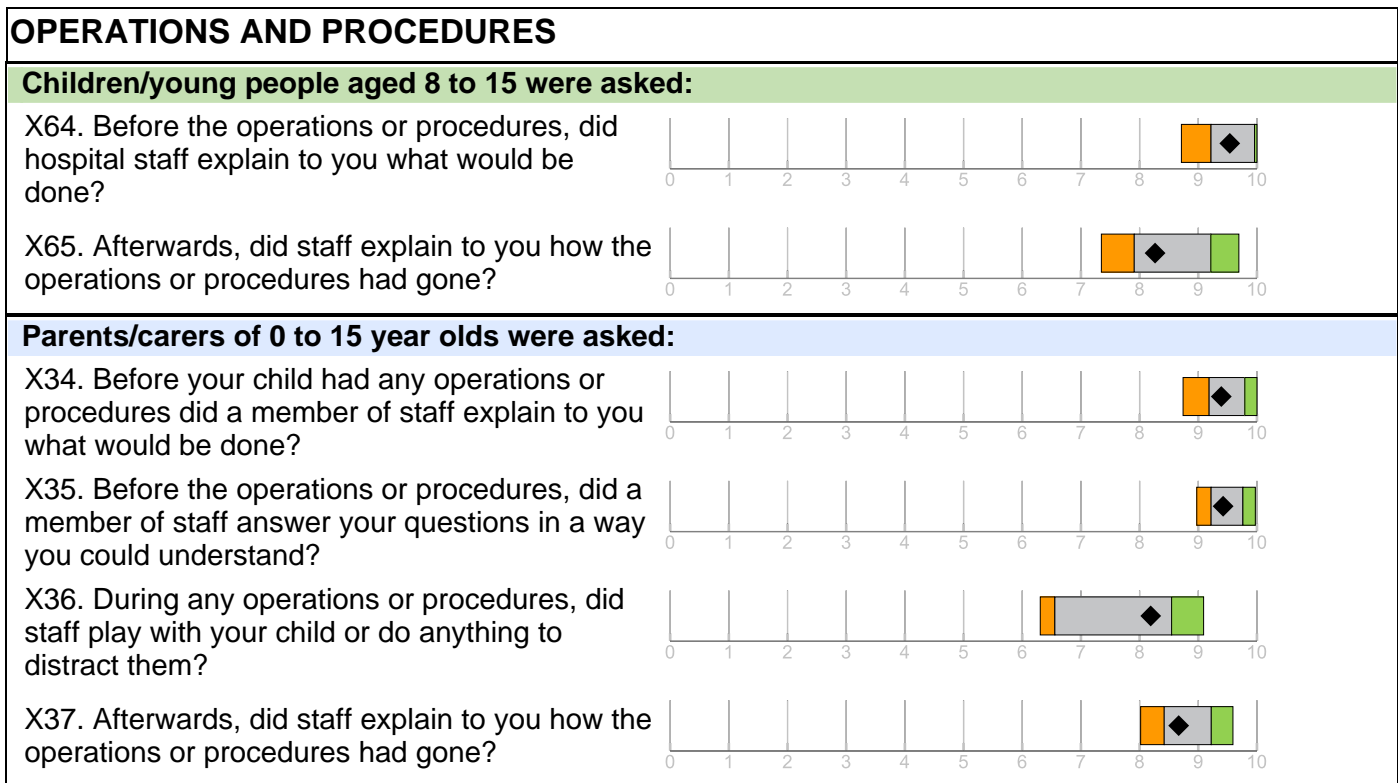 OPERATIONS AND PROCEDURES
Children/young people aged 8 to 15 were asked:
X64. Before the operations or procedures, did
hospital staff explain to you what would be
done?
0 1 2 3 4 5 6 7 8 9 10
X65. Afterwards, did staff explain to you how the
operations or procedures had gone?
0 1 2 3 4 5 6 7 8 9 10
Parents/carers of 0 to 15 year olds were asked:
X34. Before your child had any operations or
procedures did a member of staff explain to you
what would be done?
0 1 2 3 4 5 6 7 8 9 10
X35. Before the operations or procedures, did a
member of staff answer your questions in a way
you could understand?
0 1 2 3 4 5 6 7 8 9 10
X36. During any operations or procedures, did
staff play with your child or do anything to
distract them?
0 1 2 3 4 5 6 7 8 9 10
X37. Afterwards, did staff explain to you how the
operations or procedures had gone?
0 1 2 3 4 5 6 7 8 9 10